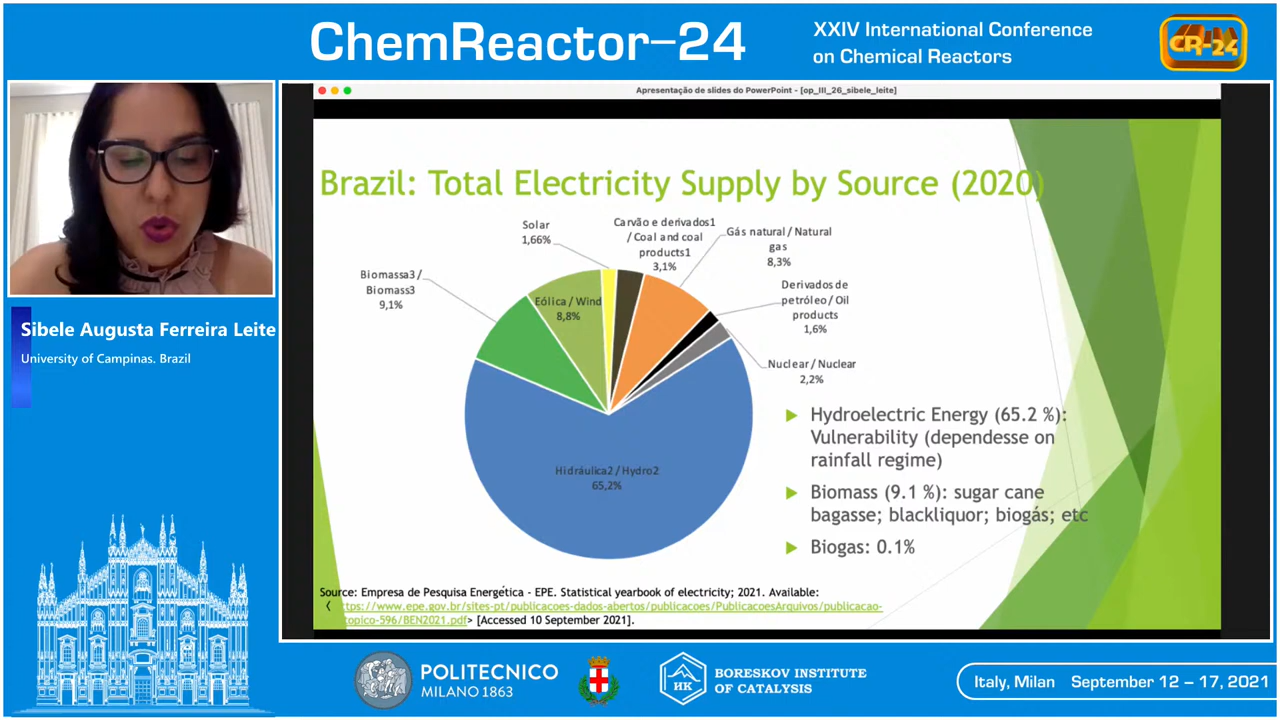 ChemReactor–24
XXIV International Conference
on Chemical Reactors
CR-24
Apresentação de slides do PowerPoint - [op_III_26_sibele_leite]
Brazil: Total Electricity Supply by Source (2020)
Solar
1,66%
Carvão e derivados1
/ Coal and coal
products1
3,1%
Gás natural / Natural
gas
8,3%
Biomassa3 /
Biomass3
9,1%
Eólica / Wind
8,8%
Derivados de
petróleo / Oil
products
1,6%
Nuclear / Nuclear
2,2%
Hidráulica2 / Hydro2
65,2%
Hydroelectric Energy (65.2 %):
Vulnerability (dependesse on
rainfall regime)
Biomass (9.1 %): sugar cane
bagasse; blackliquor; biogás; etc
Biogas: 0.1%
Source: Empresa de Pesquisa Energética - EPE. Statistical yearbook of electricity; 2021. Available:
ttps://www.epe.gov.br/sites-pt/publicacoes-dados-abertos/publicacoes/PublicacoesArquivos/publicacao-
topico-596/BEN2021.pdf> [Accessed 10 September 2021].
Sibele Augusta Ferreira Leite
University of Campinas. Brazil
POLITECNICO
MILANO 1863
НК
BORESKOV INSTITUTE
OF CATALYSIS
Italy, Milan September 12 – 17, 2021